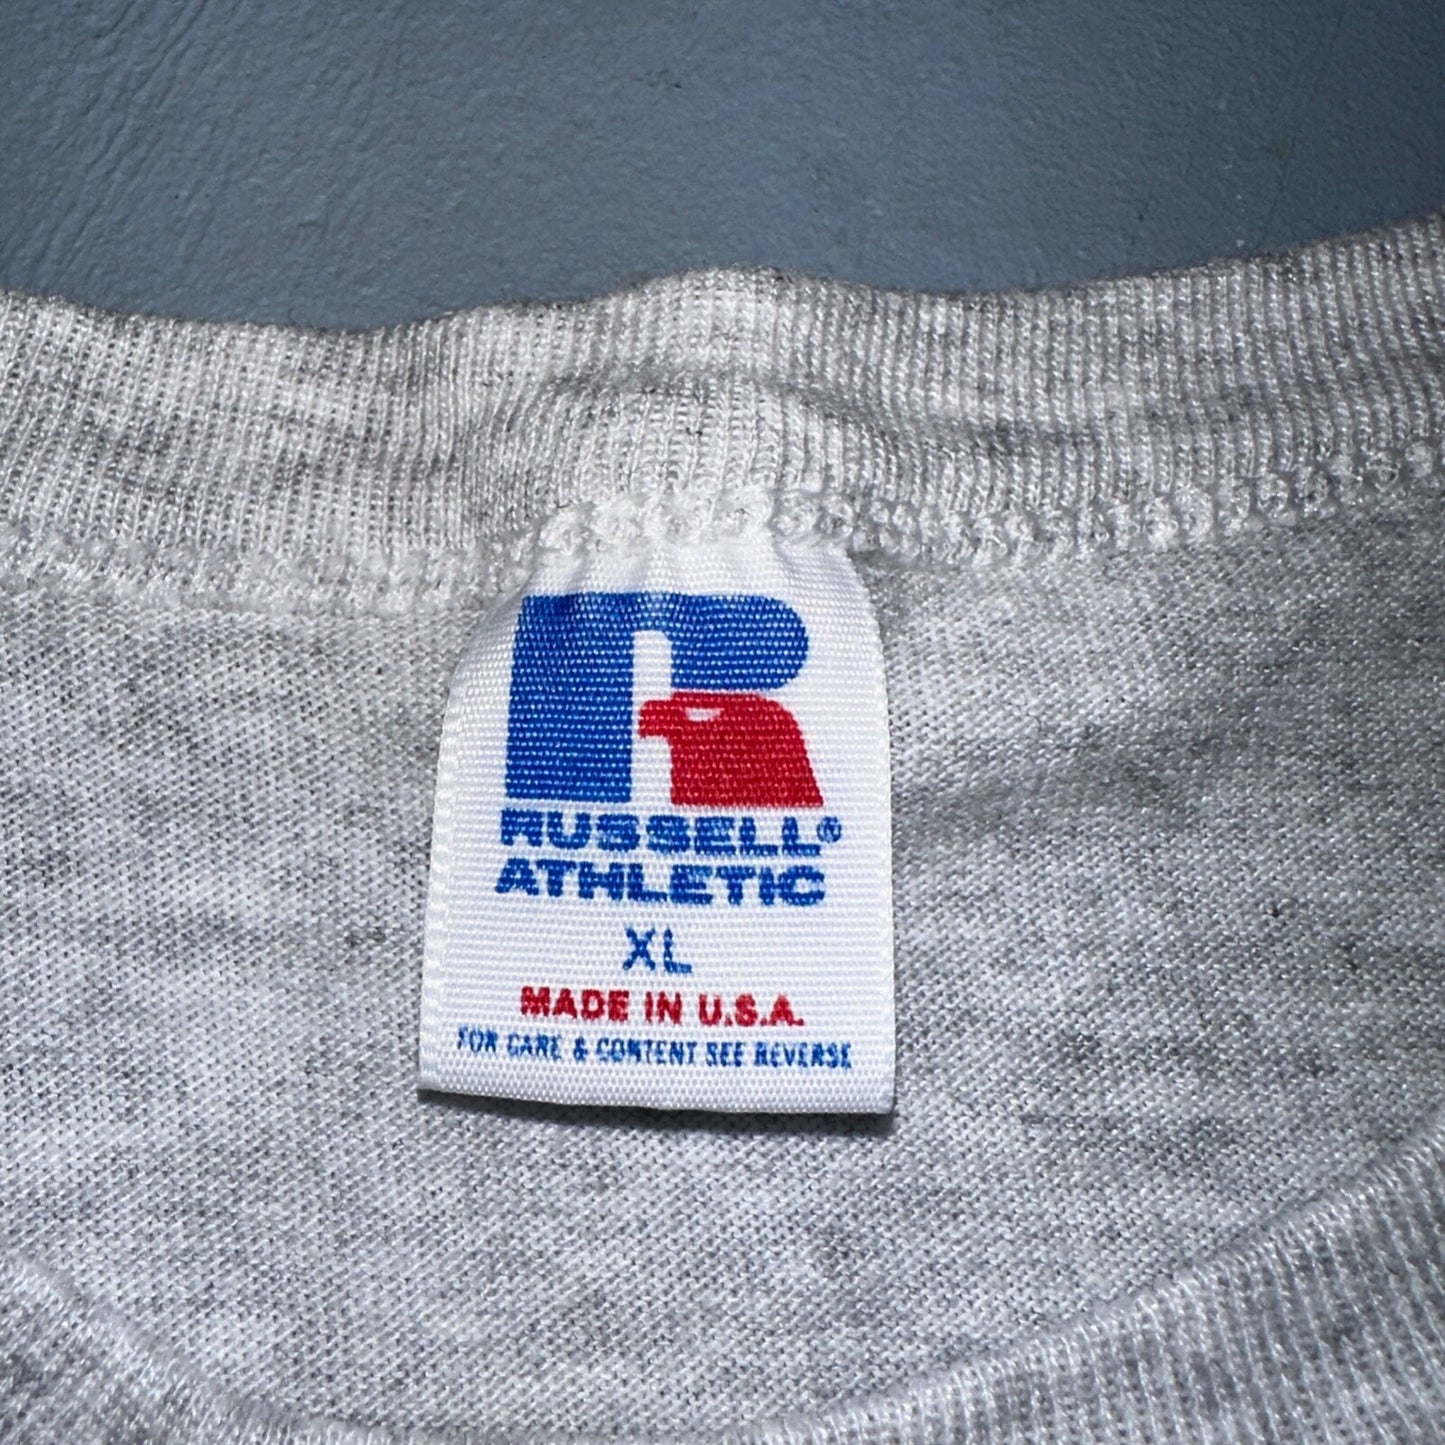 R
RUSSELL®
ATHLETIC
XL
MADE IN U.S.A.
FOR CARE & CONTENT SEE REVERSE